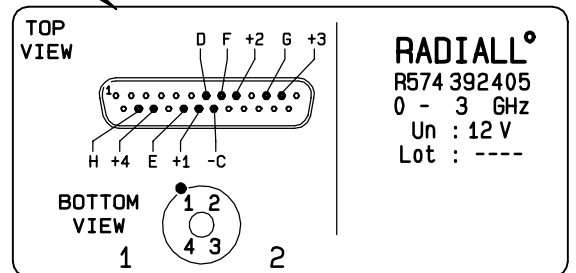 TOP
VIEW
D F +2 G +3
1
H +4 E +1 -C
BOTTOM
VIEW
1 2
4 3
1 2
RADIALL°
R574 392405
0 - 3 GHz
Un : 12 V
Lot : ----